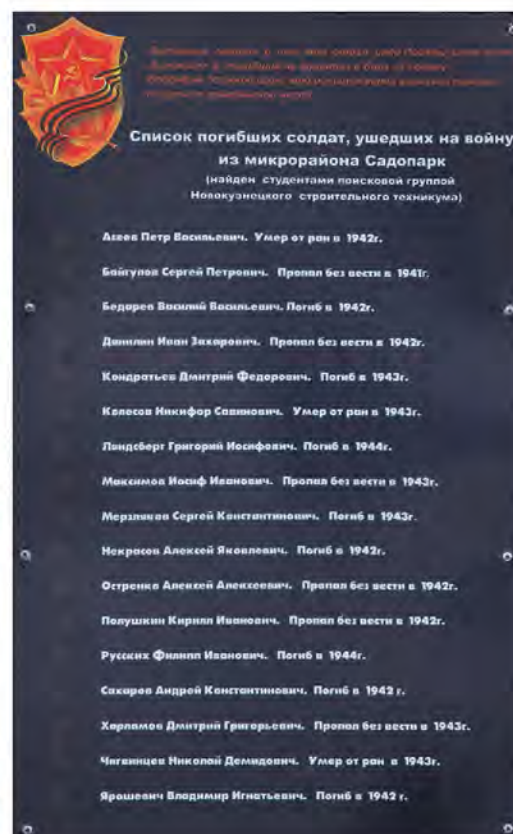 Список погибших солдат, ушедших на войну
из микрорайона Садопарк
(найден студентами поисковой группой
Новокузнецкого строительного техникума)
Агеев Петр Васильевич. Умер от ран в 1942г.
Байгулов Сергей Петрович. Пропал без вести в 1941г.
Бедарев Василий Васильевич. Погиб в 1942г.
Данилин Иван Захарович. Пропал без вести в 1942г.
Кондратьев Дмитрий Федорович. Погиб в 1943г.
Колесов Никифор Савинович. Умер от ран в 1943г.
Ландсберг Григорий Иосифович. Погиб в 1944г.
Максимов Иосиф Иванович. Пропал без вести в 1943г.
Мерзляков Сергей Константинович. Погиб в 1943г.
Некрасов Алексей Яковлевич. Погиб в 1942г.
Остренко Алексей Алексеевич. Пропал без вести в 1942г.
Полушкин Кирилл Иванович. Пропал без вести в 1942г.
Русских Филипп Иванович. Погиб в 1944г.
Сахаров Андрей Константинович. Погиб в 1942 г.
Харламов Дмитрий Григорьевич. Пропал без вести в 1943г.
Чигвинцев Николай Демидович. Умер от ран в 1943г.
Ярошевич Владимир Игнатьевич. Погиб в 1942 г.